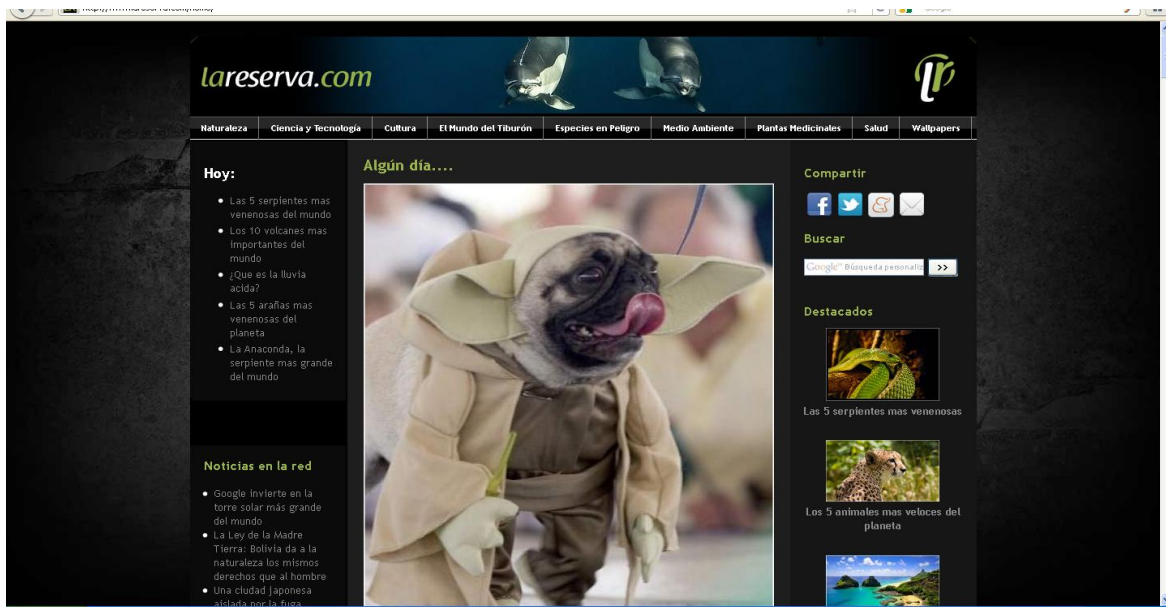 lareserva.com
Naturaleza
Ciencia y Tecnología
Cultura
El Mundo del Tiburón
Especies en Peligro
Medio Ambiente
Plantas Medicinales
Salud
Wallpapers
Hoy:
Las 5 serpientes mas
venenosas del mundo
Los 10 volcanes mas
importantes del
mundo
¿Que es la lluvia
acida?
Las 5 arañas mas
venenosas del
planeta
La Anaconda, la
serpiente mas grande
del mundo
Noticias en la red
Google invierte en la
torre solar más grande
del mundo
La Ley de la Madre
Tierra: Bolivia da a la
naturaleza los mismos
derechos que al hombre
Una ciudad japonesa
aislada por la fuga
Algún día....
Compartir
Buscar
Google™ Búsqueda personaliz
>>
Destacados
Las 5 serpientes mas venenosas
Los 5 animales mas veloces del
planeta